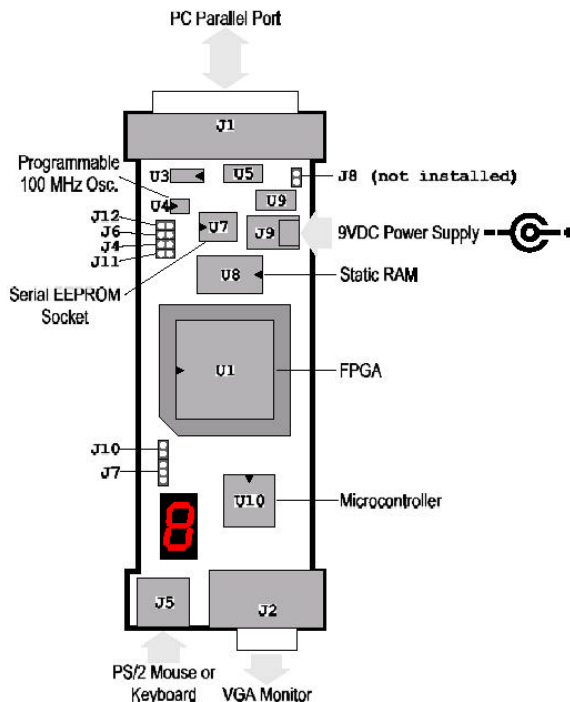 PC Parallel Port
J1
Programmable
100 MHz Osc.
U3
U5
J8 (not installed)
U4
U9
J12
J6
J4
J11
U7
J9
9VDC Power Supply
U8
Static RAM
Serial EEPROM
Socket
U1
FPGA
J10
J7
U10
Microcontroller
8
J5
J2
PS/2 Mouse or
Keyboard
VGA Monitor